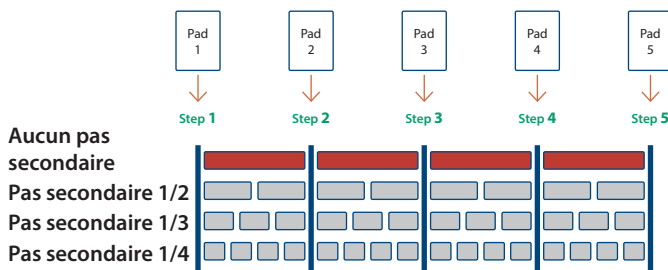 Pad 1
Pad 2
Pad 3
Pad 4
Pad 5
Step 1
Step 2
Step 3
Step 4
Step 5
Aucun pas
secondaire
Pas secondaire 1/2
Pas secondaire 1/3
Pas secondaire 1/4